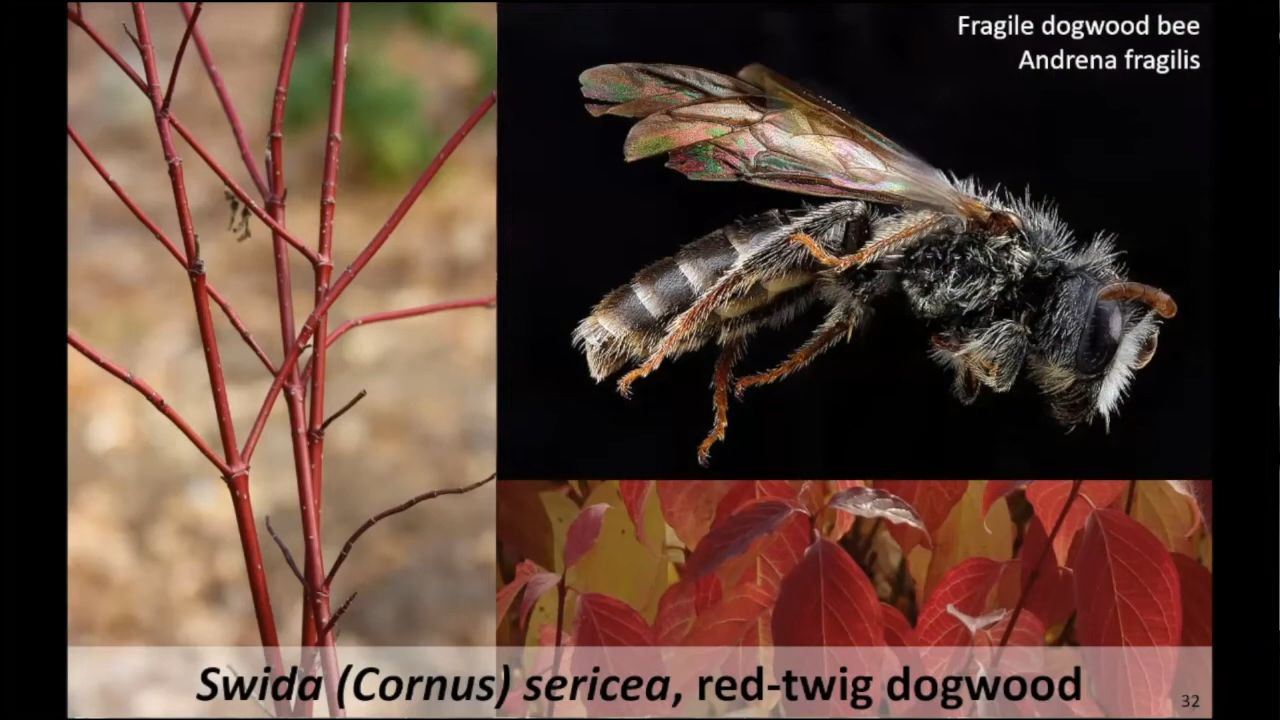 Fragile dogwood bee
Andrena fragilis
Swida (Cornus) sericea, red-twig dogwood
32